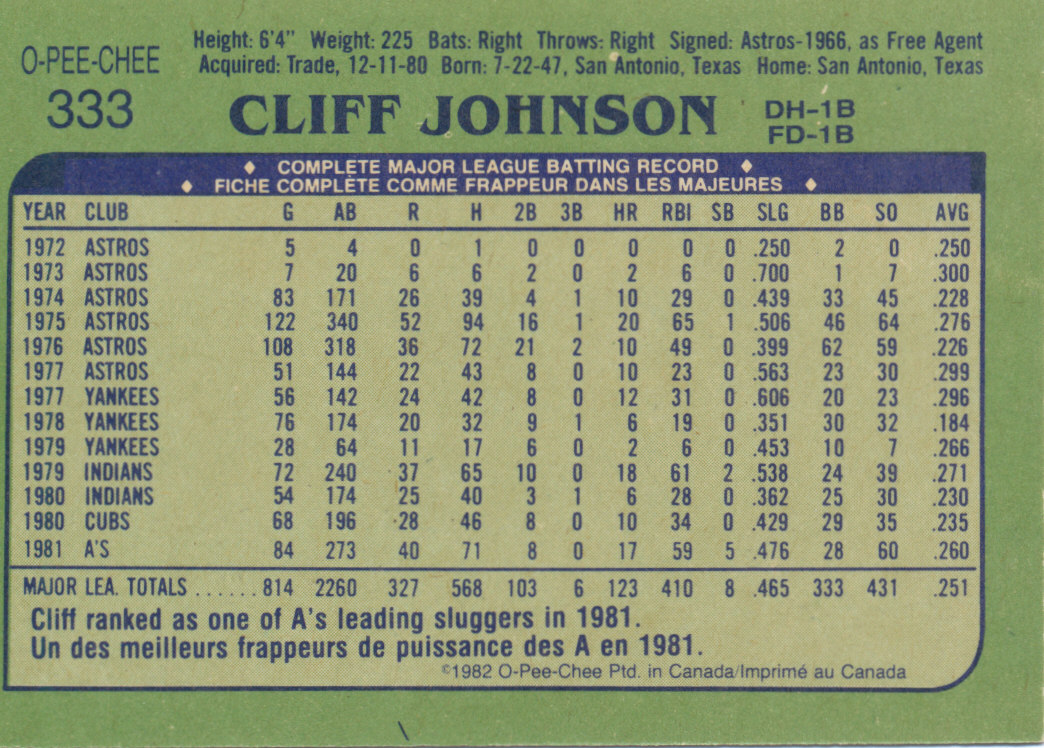 O-PEE-CHEE
333
Height: 6'4" Weight: 225 Bats: Right Throws: Right Signed: Astros-1966, as Free Agent
Acquired: Trade, 12-11-80 Born: 7-22-47, San Antonio, Texas Home: San Antonio, Texas
CLIFF JOHNSON
DH-1B
FD-1B
♦ COMPLETE MAJOR LEAGUE BATTING RECORD ♦
♦ FICHE COMPLÈTE COMME FRAPPEUR DANS LES MAJEURES ♦
YEAR CLUB G AB R H 2B 3B HR RBI SB SLG BB SO AVG
1972 ASTROS 5 4 0 1 0 0 0 0 0 .250 2 0 .250
1973 ASTROS 7 20 6 6 2 0 2 6 0 .700 1 7 .300
1974 ASTROS 83 171 26 39 4 1 10 29 0 .439 33 45 .228
1975 ASTROS 122 340 52 94 16 1 20 65 1 .506 46 64 .276
1976 ASTROS 108 318 36 72 21 2 10 49 0 .399 62 59 .226
1977 ASTROS 51 144 22 43 8 0 10 23 0 .563 23 30 .299
1977 YANKEES 56 142 24 42 8 0 12 31 0 .606 20 23 .296
1978 YANKEES 76 174 20 32 9 1 6 19 0 .351 30 32 .184
1979 YANKEES 28 64 11 17 6 0 2 6 0 .453 10 7 .266
1979 INDIANS 72 240 37 65 10 0 18 61 2 .538 24 39 .271
1980 INDIANS 54 174 25 40 3 1 6 28 0 .362 25 30 .230
1980 CUBS 68 196 28 46 8 0 10 34 0 .429 29 35 .235
1981 A'S 84 273 40 71 8 0 17 59 5 .476 28 60 .260
MAJOR LEA. TOTALS ......814 2260 327 568 103 6 123 410 8 .465 333 431 .251
Cliff ranked as one of A's leading sluggers in 1981.
Un des meilleurs frappeurs de puissance des A en 1981.
©1982 O-Pee-Chee Ptd. in Canada/Imprimé au Canada